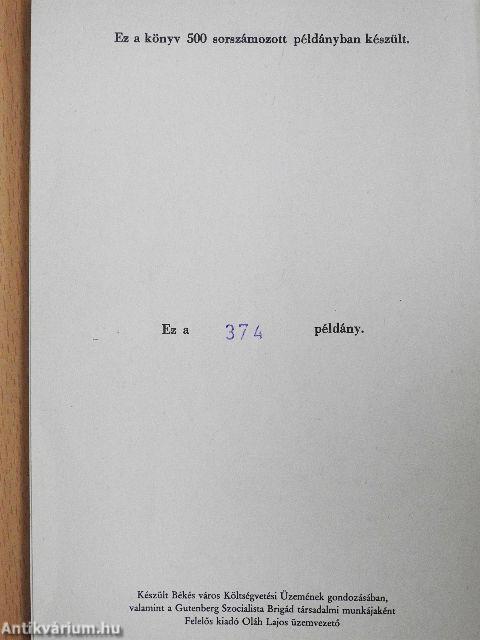 Ez a könyv 500 sorszámozott példányban készült.
Ez a 374 példány.
Készült Békés város Költségvetési Üzemének gondozásában,
valamint a Gutenberg Szocialista Brigád társadalmi munkájaként
Felelős kiadó Oláh Lajos üzemvezető
Antikvárium.hu